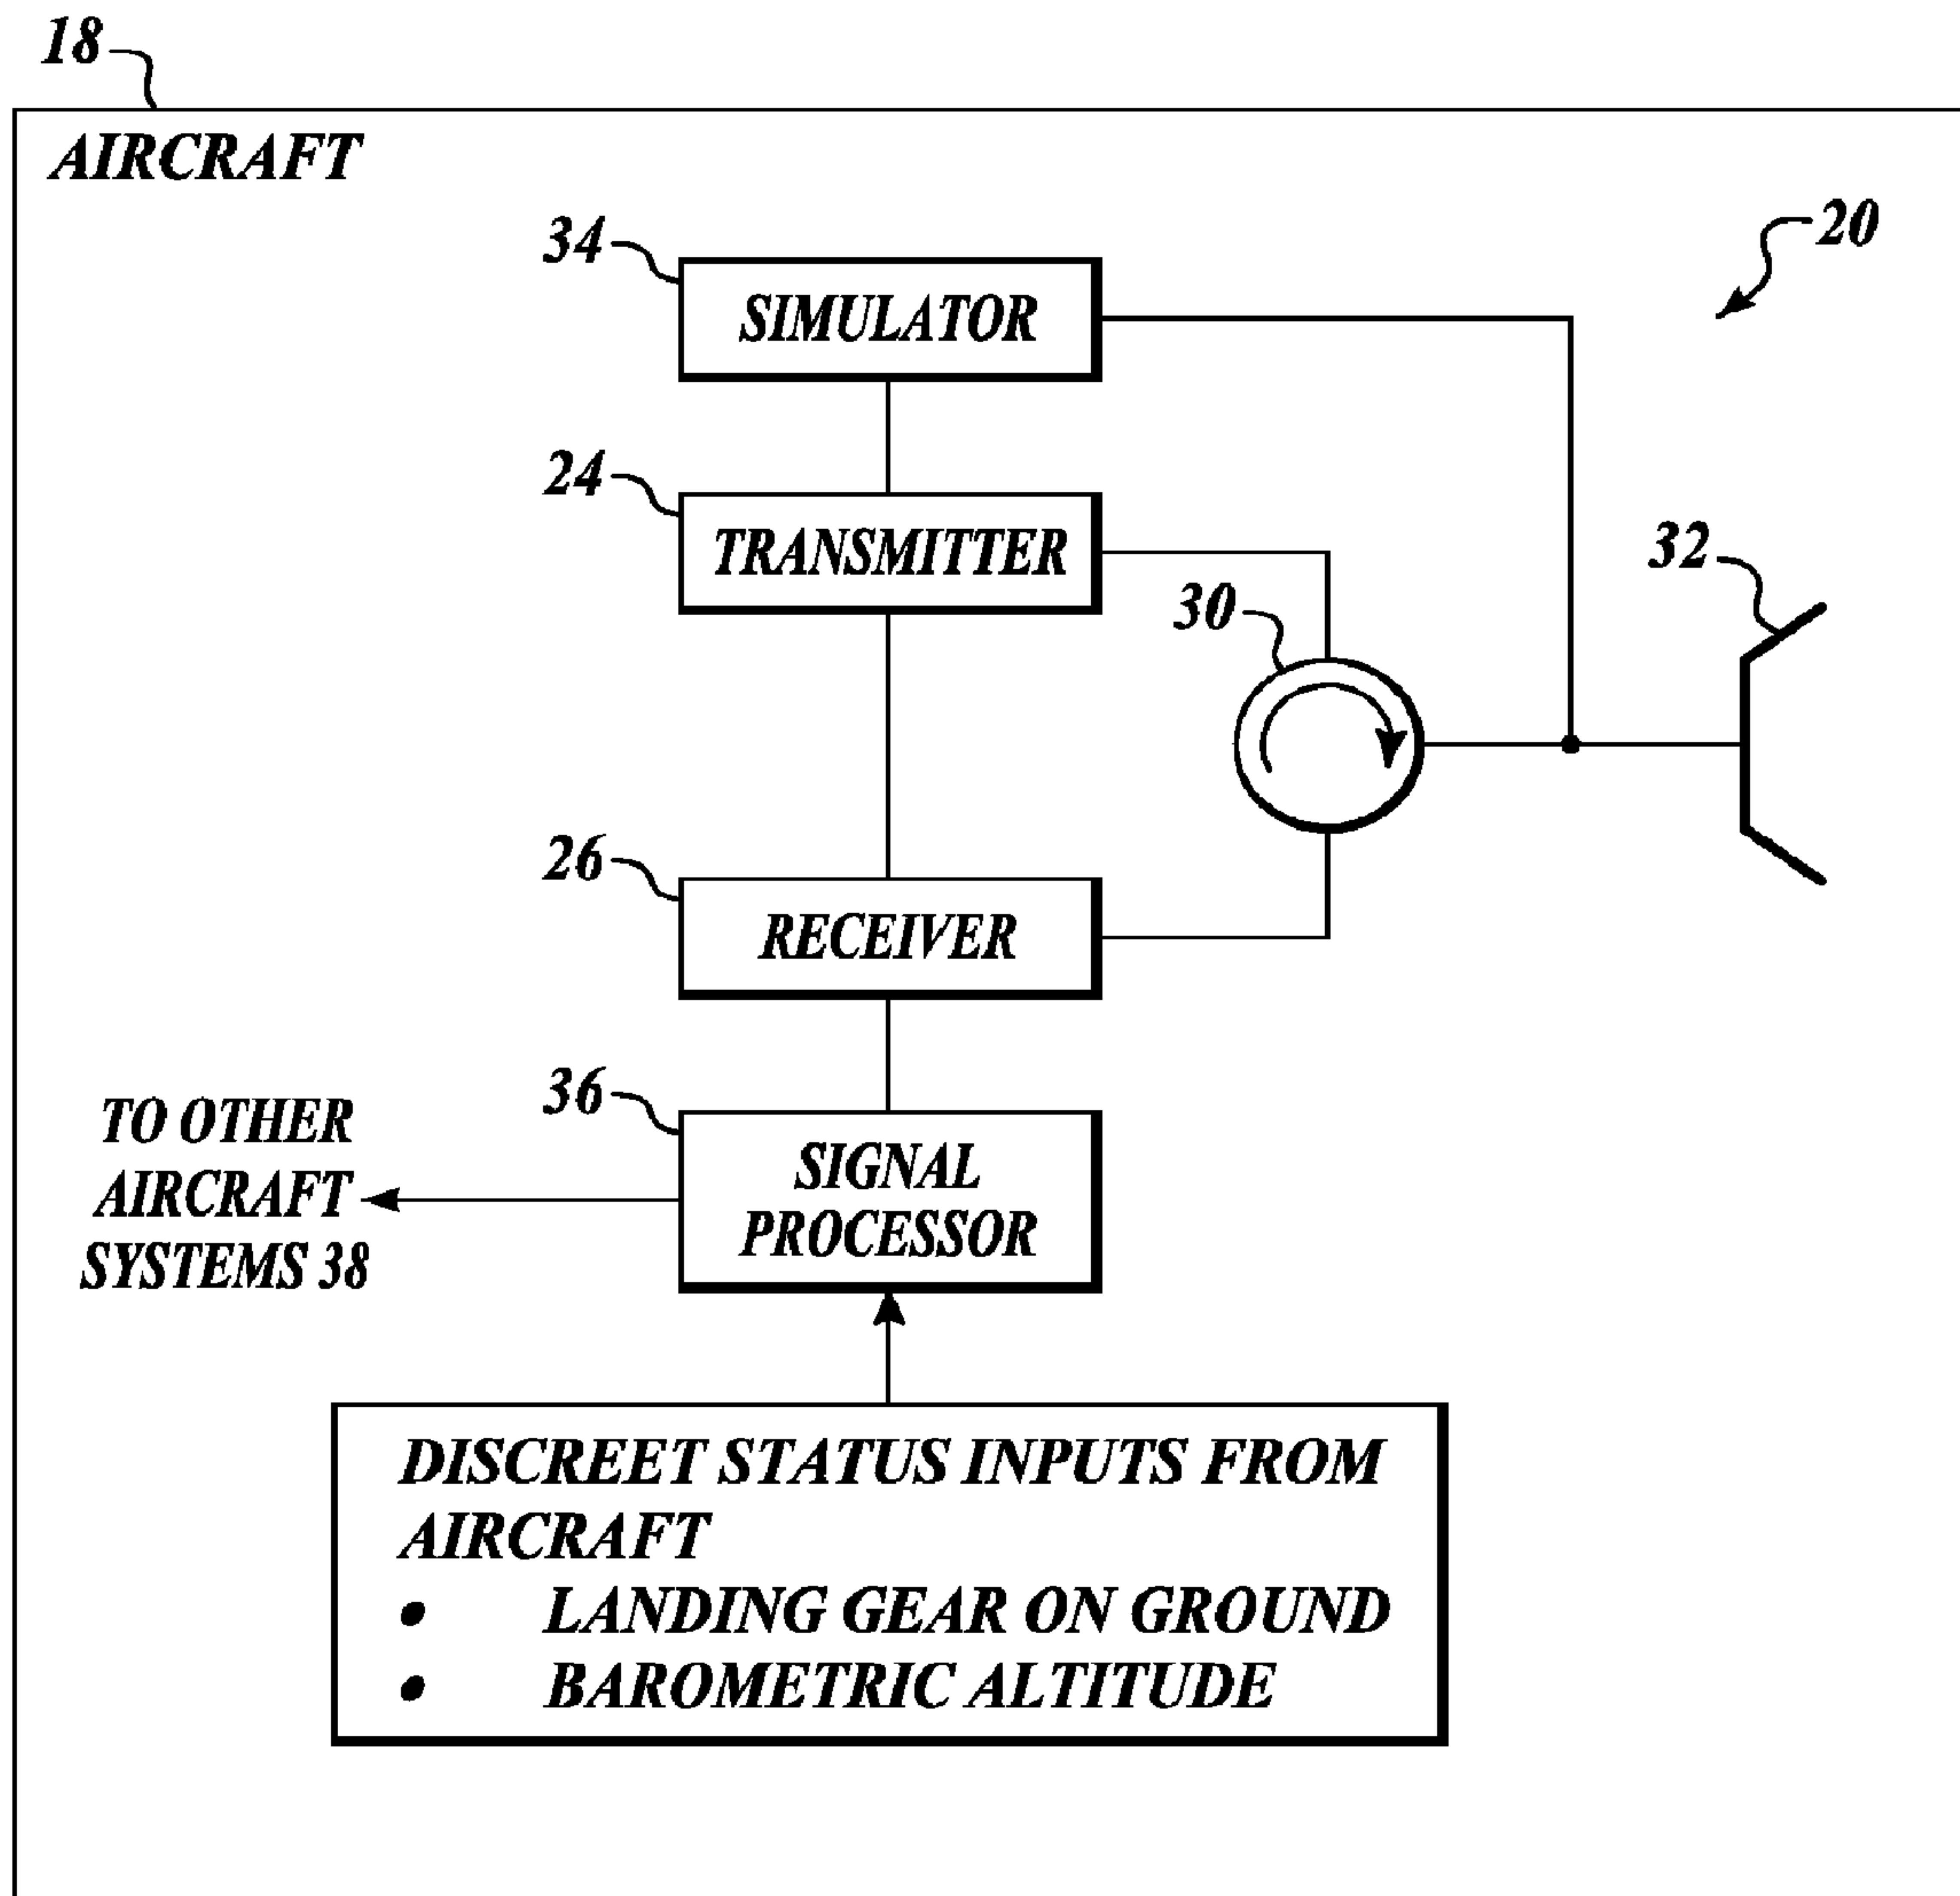 18
AIRCRAFT
34
SIMULATOR
20
24
TRANSMITTER
32
30
26
RECEIVER
36
SIGNAL
PROCESSOR
TO OTHER
AIRCRAFT
SYSTEMS 38
DISCREET STATUS INPUTS FROM
AIRCRAFT
• LANDING GEAR ON GROUND
• BAROMETRIC ALTITUDE